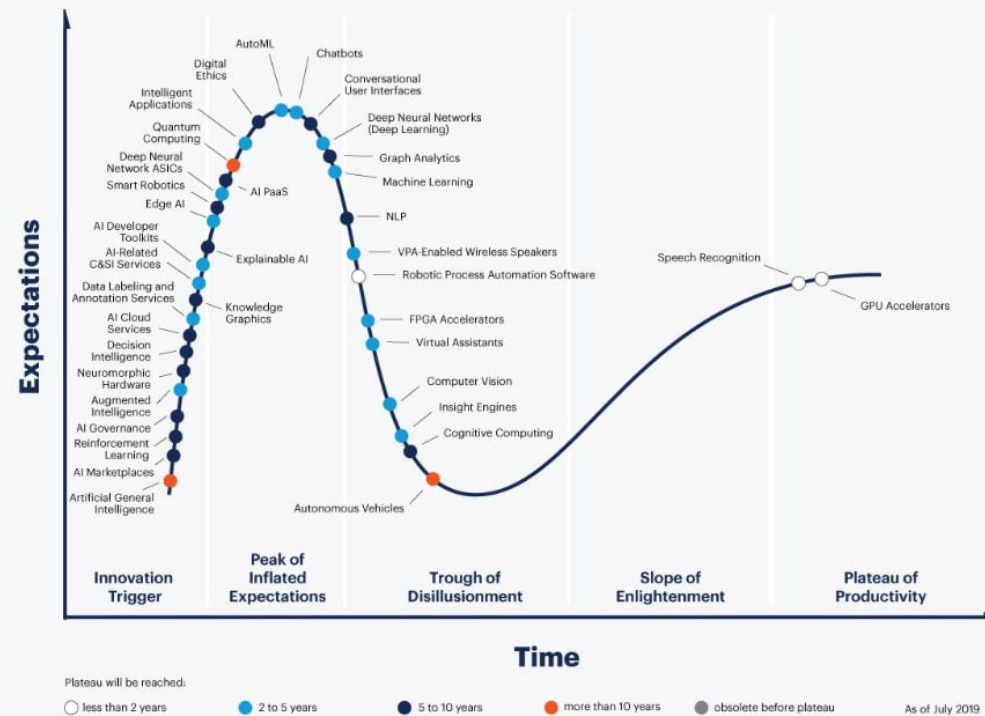 Expectations
AutoML
Chatbots
Digital
Ethics
Conversational
User Interfaces
Intelligent
Applications
Deep Neural Networks
(Deep Learning)
Quantum
Computing
Graph Analytics
Deep Neural
Network ASICs
Machine Learning
Smart Robotics
AI PaaS
Edge AI
NLP
AI Developer
Toolkits
VPA-Enabled Wireless Speakers
Explainable AI
AI-Related
C&SI Services
Robotic Process Automation Software
Speech Recognition
Data Labeling and
Annotation Services
Knowledge
Graphics
GPU Accelerators
AI Cloud
Services
FPGA Accelerators
Decision
Intelligence
Virtual Assistants
Neuromorphic
Hardware
Computer Vision
Augmented
Intelligence
Insight Engines
AI Governance
Cognitive Computing
Reinforcement
Learning
AI Marketplaces
Artificial General
Intelligence
Autonomous Vehicles
Innovation
Trigger
Peak of
Inflated
Expectations
Trough of
Disillusionment
Slope of
Enlightenment
Plateau of
Productivity
Time
Plateau will be reached:
less than 2 years
2 to 5 years
5 to 10 years
more than 10 years
obsolete before plateau
As of July 2019